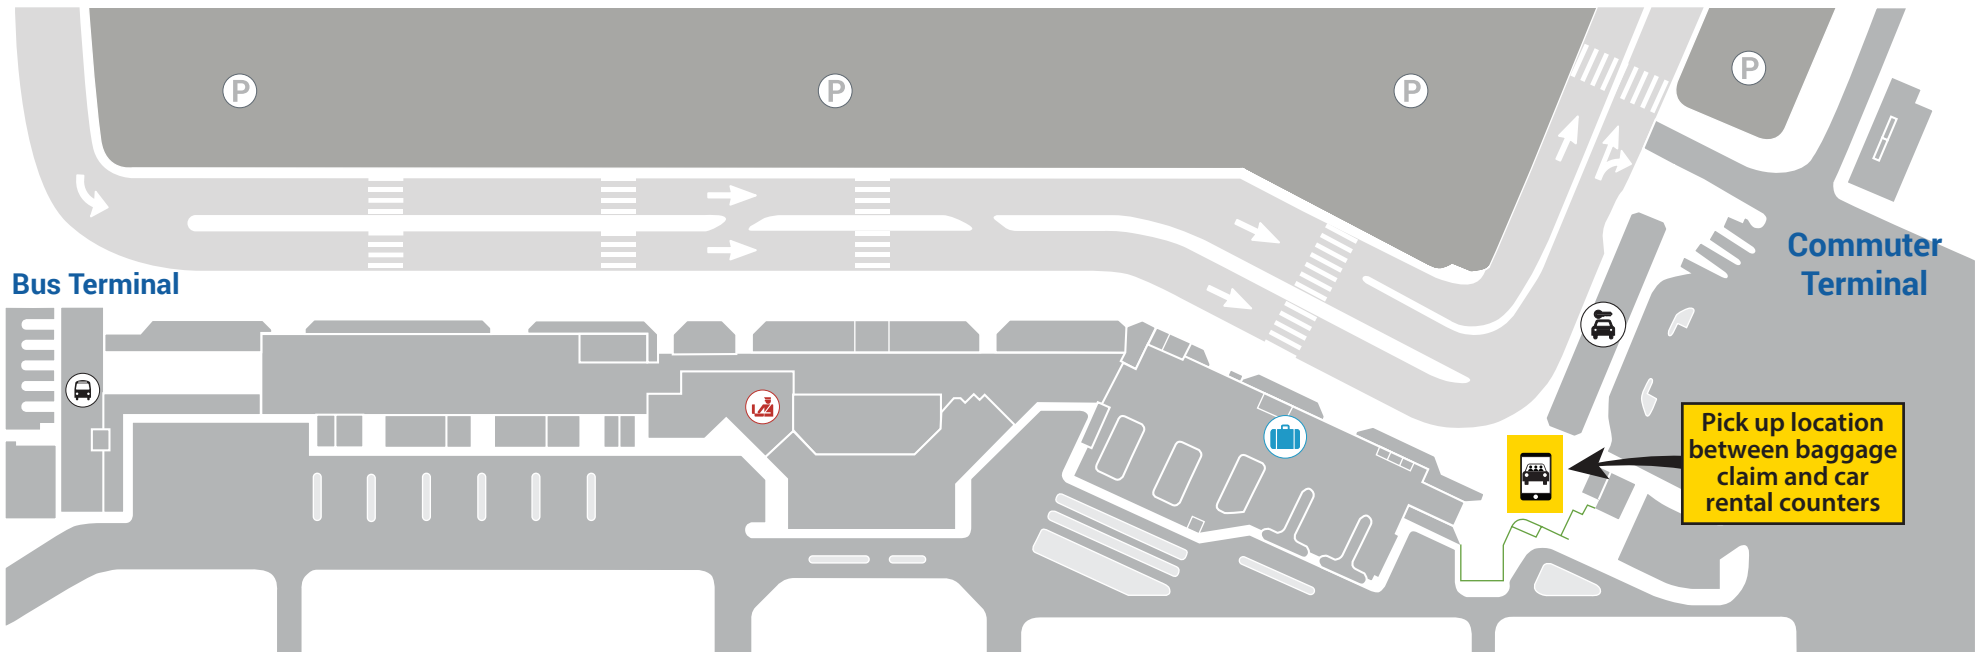 P
P
P
P
Bus Terminal
Commuter
Terminal
Pick up location
between baggage
claim and car
rental counters